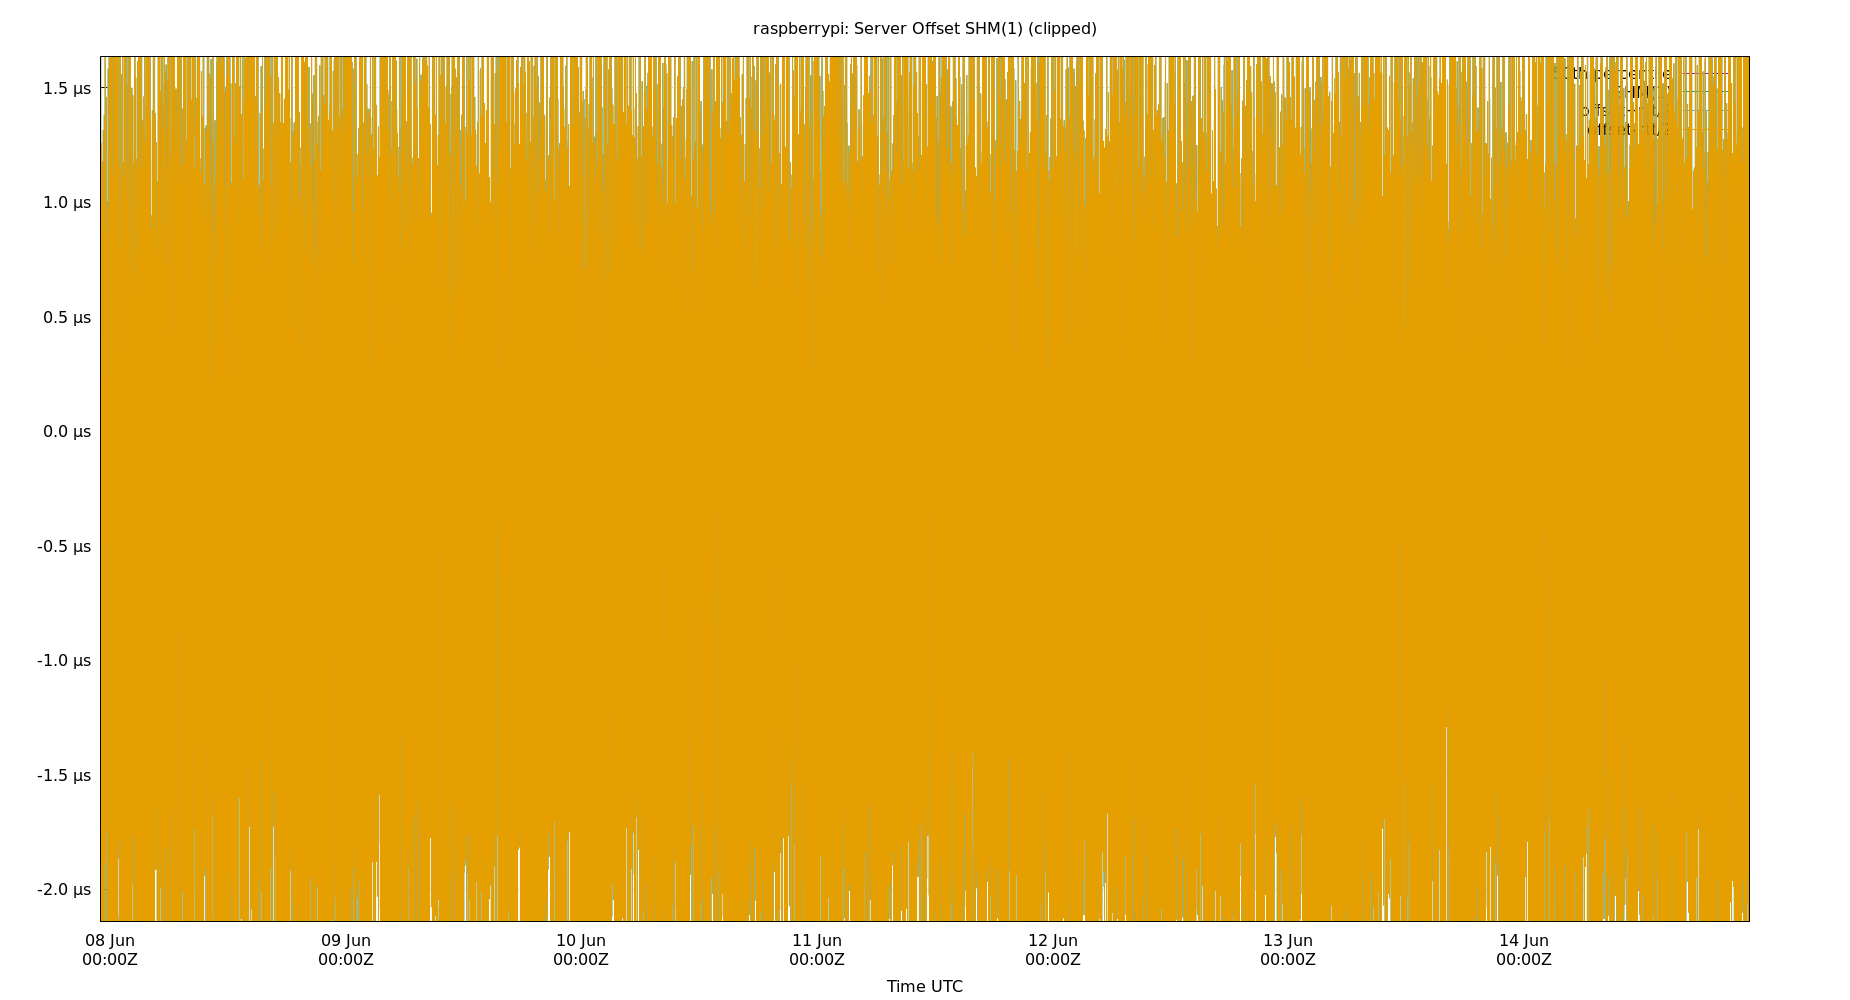 raspberrypi: Server Offset SHM(1) (clipped)
1.5 µs
1.0 µs
0.5 µs
0.0 µs
-0.5 µs
-1.0 µs
-1.5 µs
-2.0 µs
08 Jun
00:00Z
09 Jun
00:00Z
10 Jun
00:00Z
11 Jun
00:00Z
12 Jun
00:00Z
13 Jun
00:00Z
14 Jun
00:00Z
Time UTC